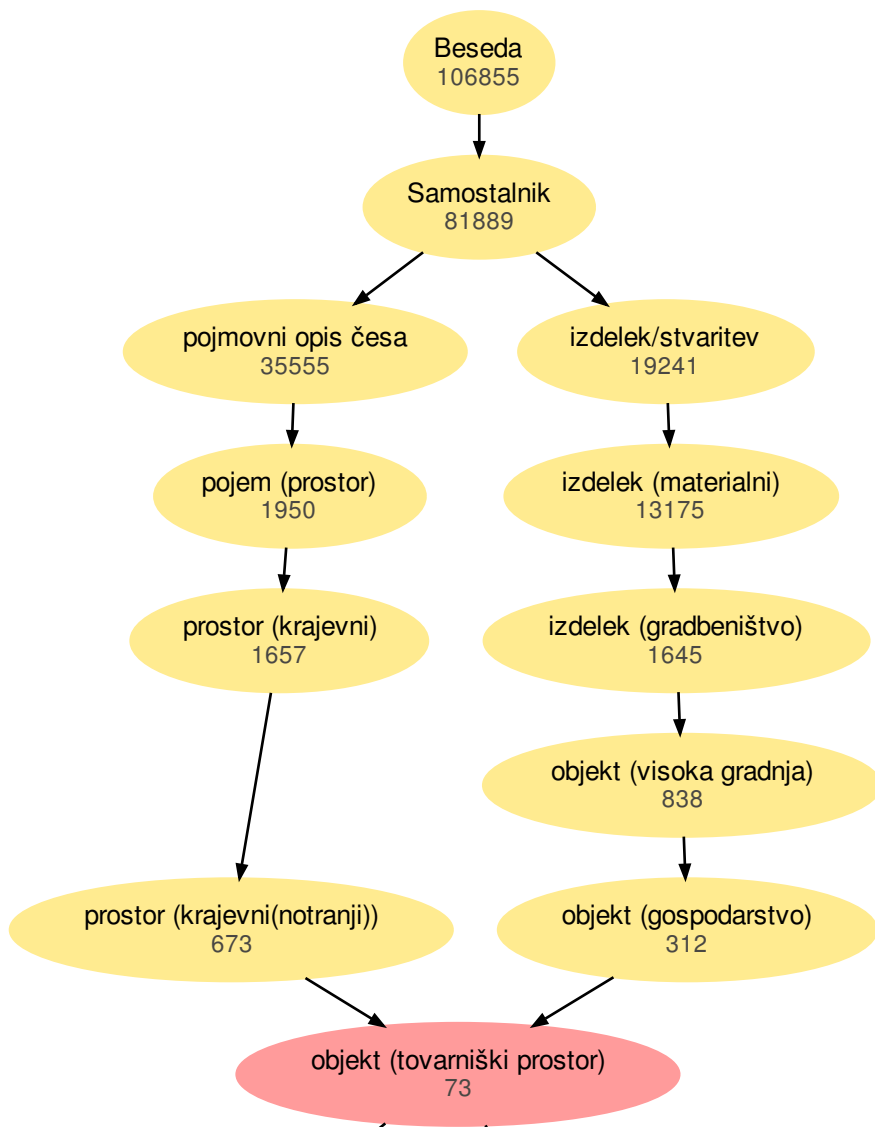 Beseda
106855
Samostalnik
81889
pojmovni opis česa
35555
izdelek/stvaritev
19241
pojem (prostor)
1950
izdelek (materialni)
13175
prostor (krajevni)
1657
izdelek (gradbeništvo)
1645
objekt (visoka gradnja)
838
prostor (krajevni(notranji))
673
objekt (gospodarstvo)
312
objekt (tovarniški prostor)
73